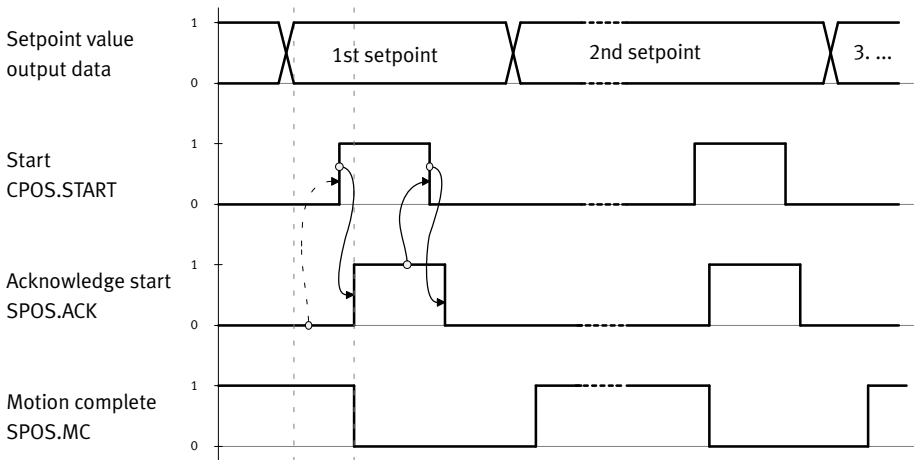 Setpoint value
output data
1
0
1st setpoint
2nd setpoint
3. ...
Start
CPOS.START
1
0
Acknowledge start
SPOS.ACK
1
0
Motion complete
SPOS.MC
1
0